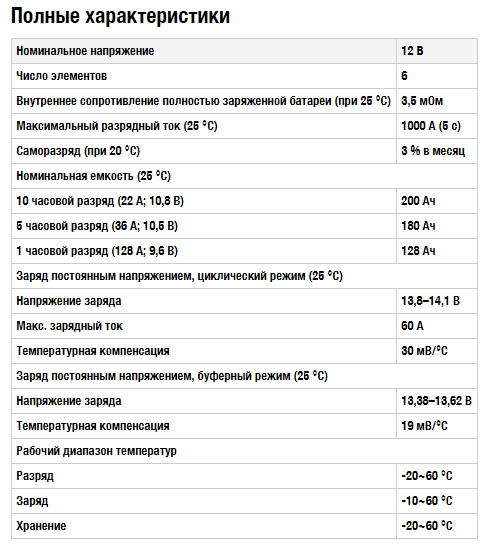 Полные характеристики
Номинальное напряжение 12 В
Число элементов 6
Внутреннее сопротивление полностью заряженной батареи (при 25 °C) 3,5 мОм
Максимальный разрядный ток (25 °C) 1000 А (5 с)
Саморазряд (при 20 °C) 3 % в месяц
Номинальная емкость (25 °C)
10 часовой разряд (22 А; 10,8 В) 200 Ач
5 часовой разряд (36 А; 10,5 В) 180 Ач
1 часовой разряд (128 А; 9,6 В) 128 Ач
Заряд постоянным напряжением, циклический режим (25 °C)
Напряжение заряда 13,8–14,1 В
Макс. зарядный ток 60 А
Температурная компенсация 30 мВ/°C
Заряд постоянным напряжением, буферный режим (25 °C)
Напряжение заряда 13,38–13,62 В
Температурная компенсация 19 мВ/°C
Рабочий диапазон температур
Разряд -20~60 °C
Заряд -10~60 °C
Хранение -20~60 °C